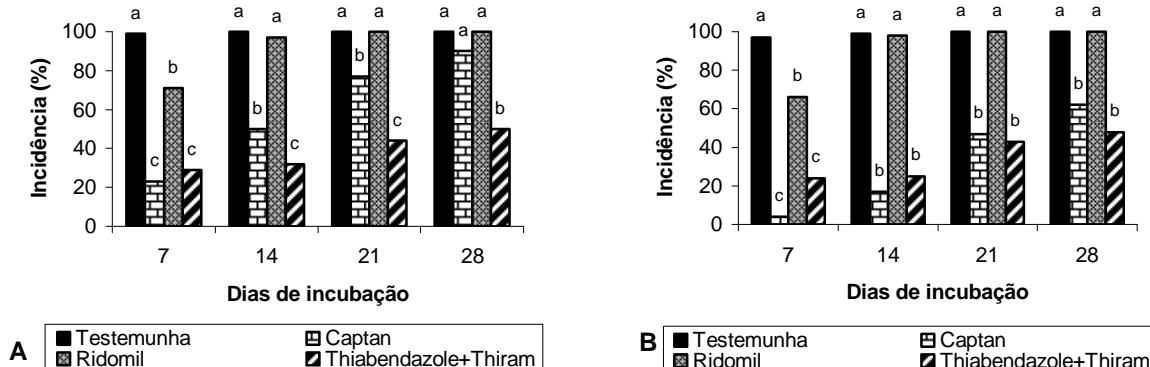 a a a a a a a
100
80
60
40
20
0
Incidência (%)
b b b a
c c c b
7 14 21 28
Dias de incubação
A
Testemunha Captan
Ridomil Thiabendazole+Thiram
a a a a a a a
100
80
60
40
20
0
Incidência (%)
b b b b
c c b b
7 14 21 28
Dias de incubação
B
Testemunha Captan
Ridomil Thiabendazole+Thiram